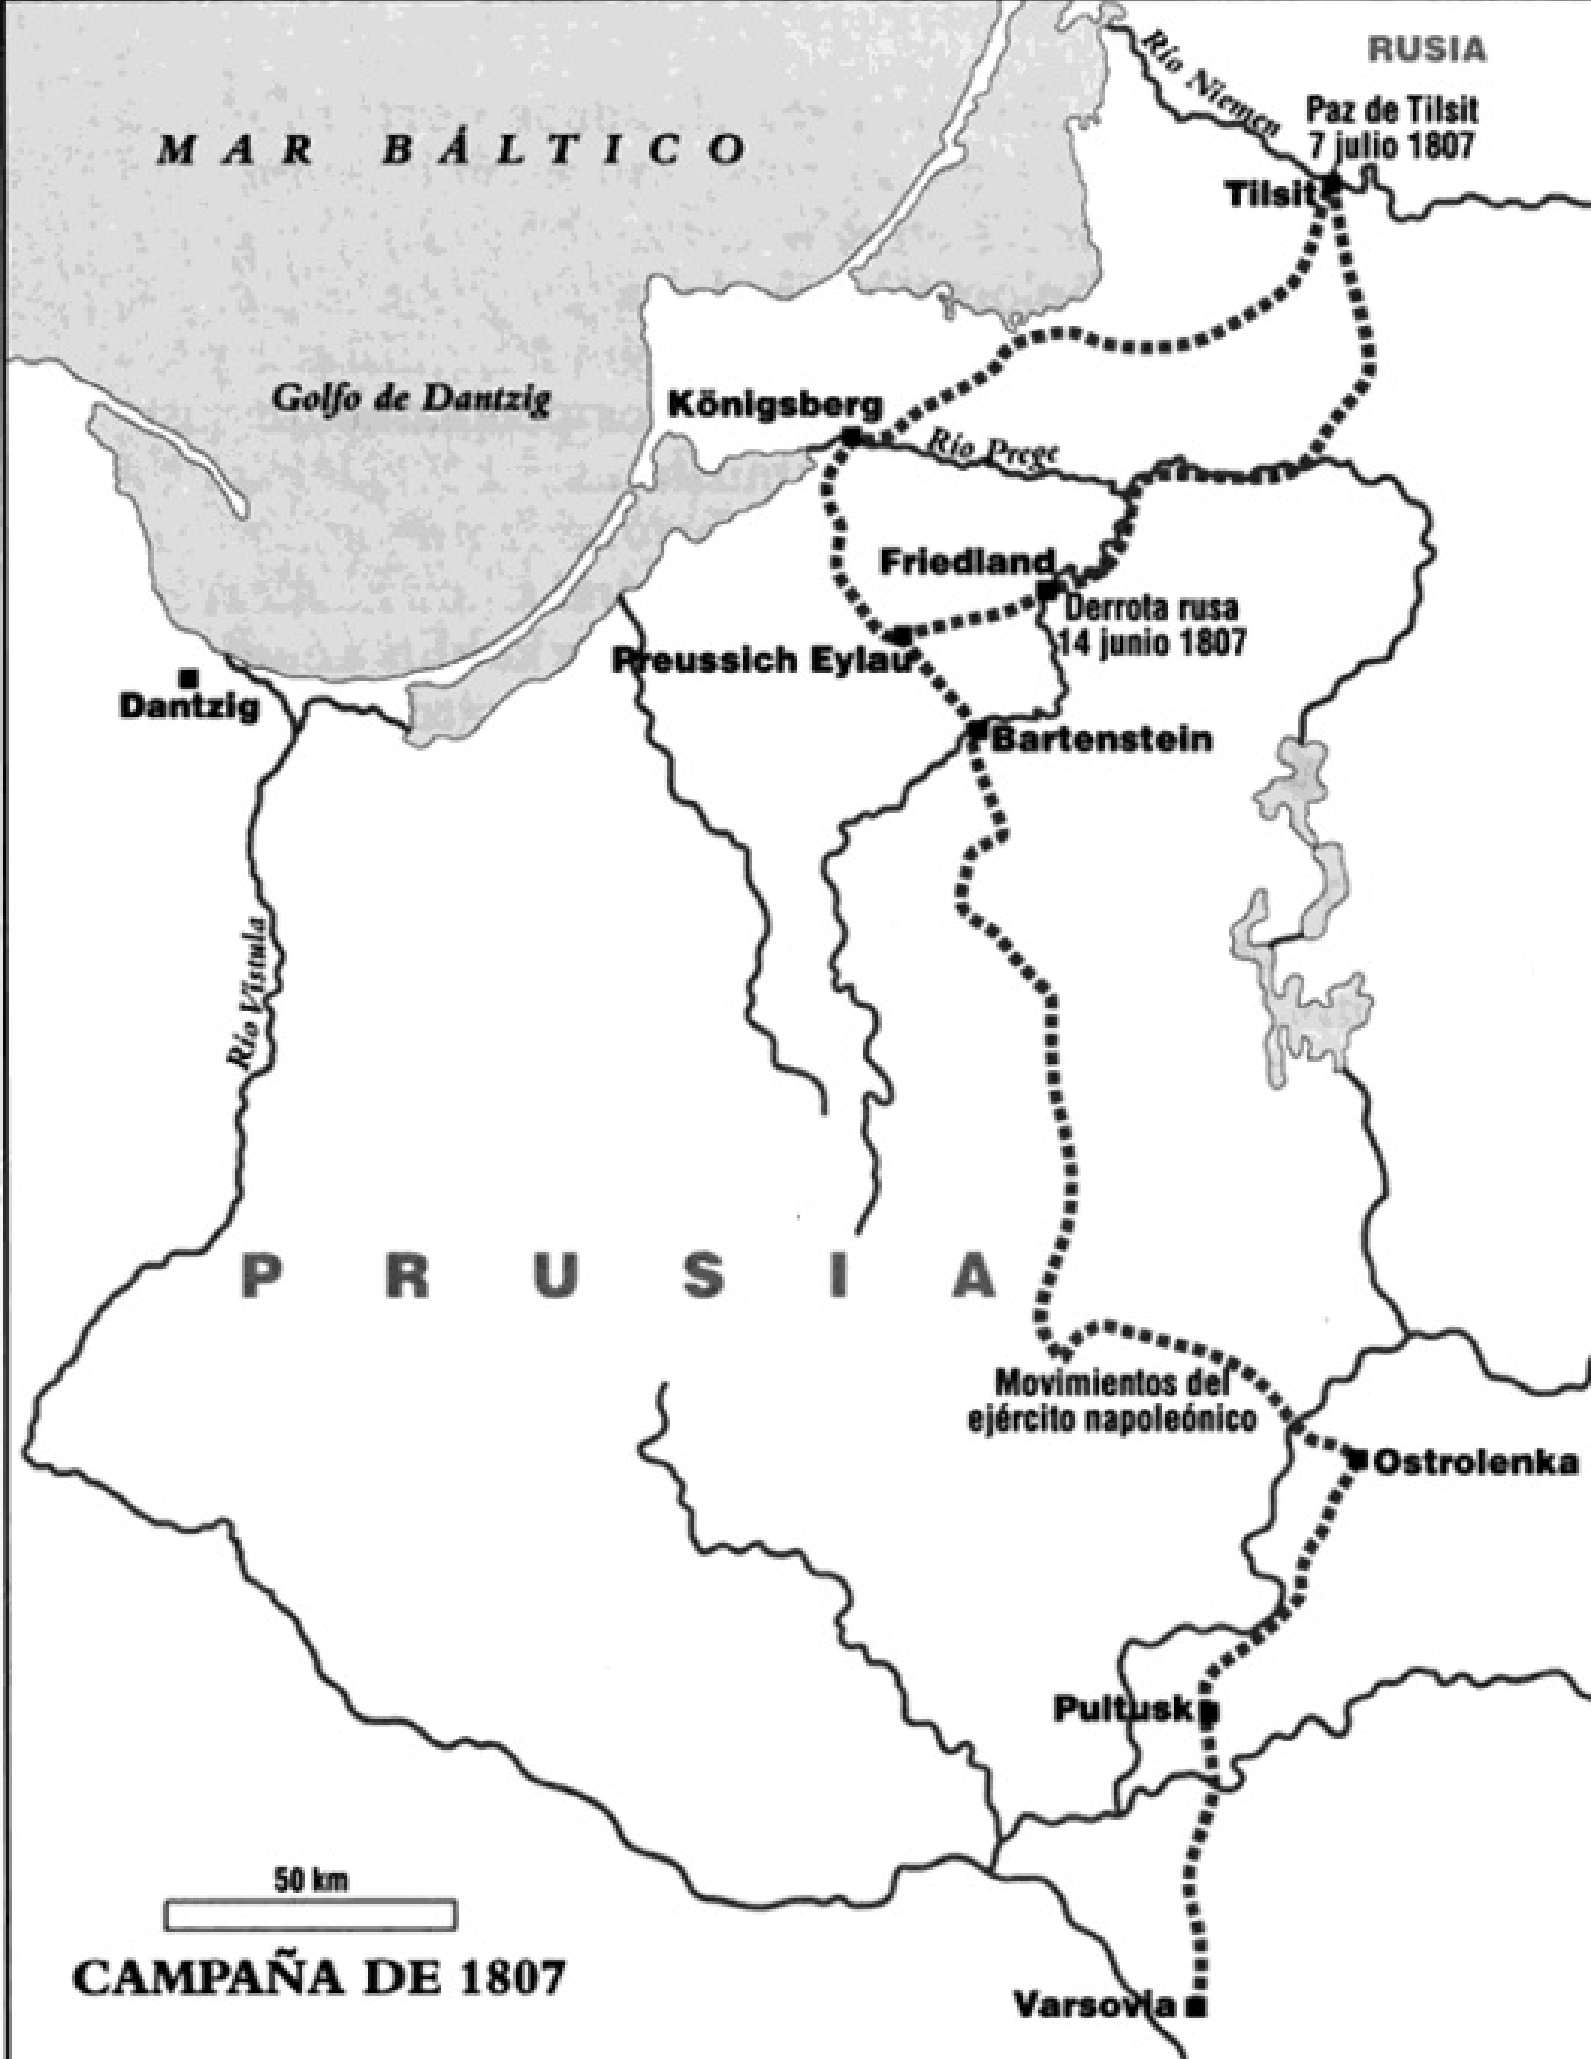 RUSIA
Río Niemen
Paz de Tilsit
7 julio 1807
MAR BÁLTICO
Tilsit
Golfo de Dantzig
Königsberg
Río Prege
Friedland
Derrota rusa
14 junio 1807
Preussich Eylau
Dantzig
Bartenstein
Río Vístula
PRUSIA
Movimientos del
ejército napoleónico
Ostrolenka
Pultusk
50 km
CAMPAÑA DE 1807
Varsovia